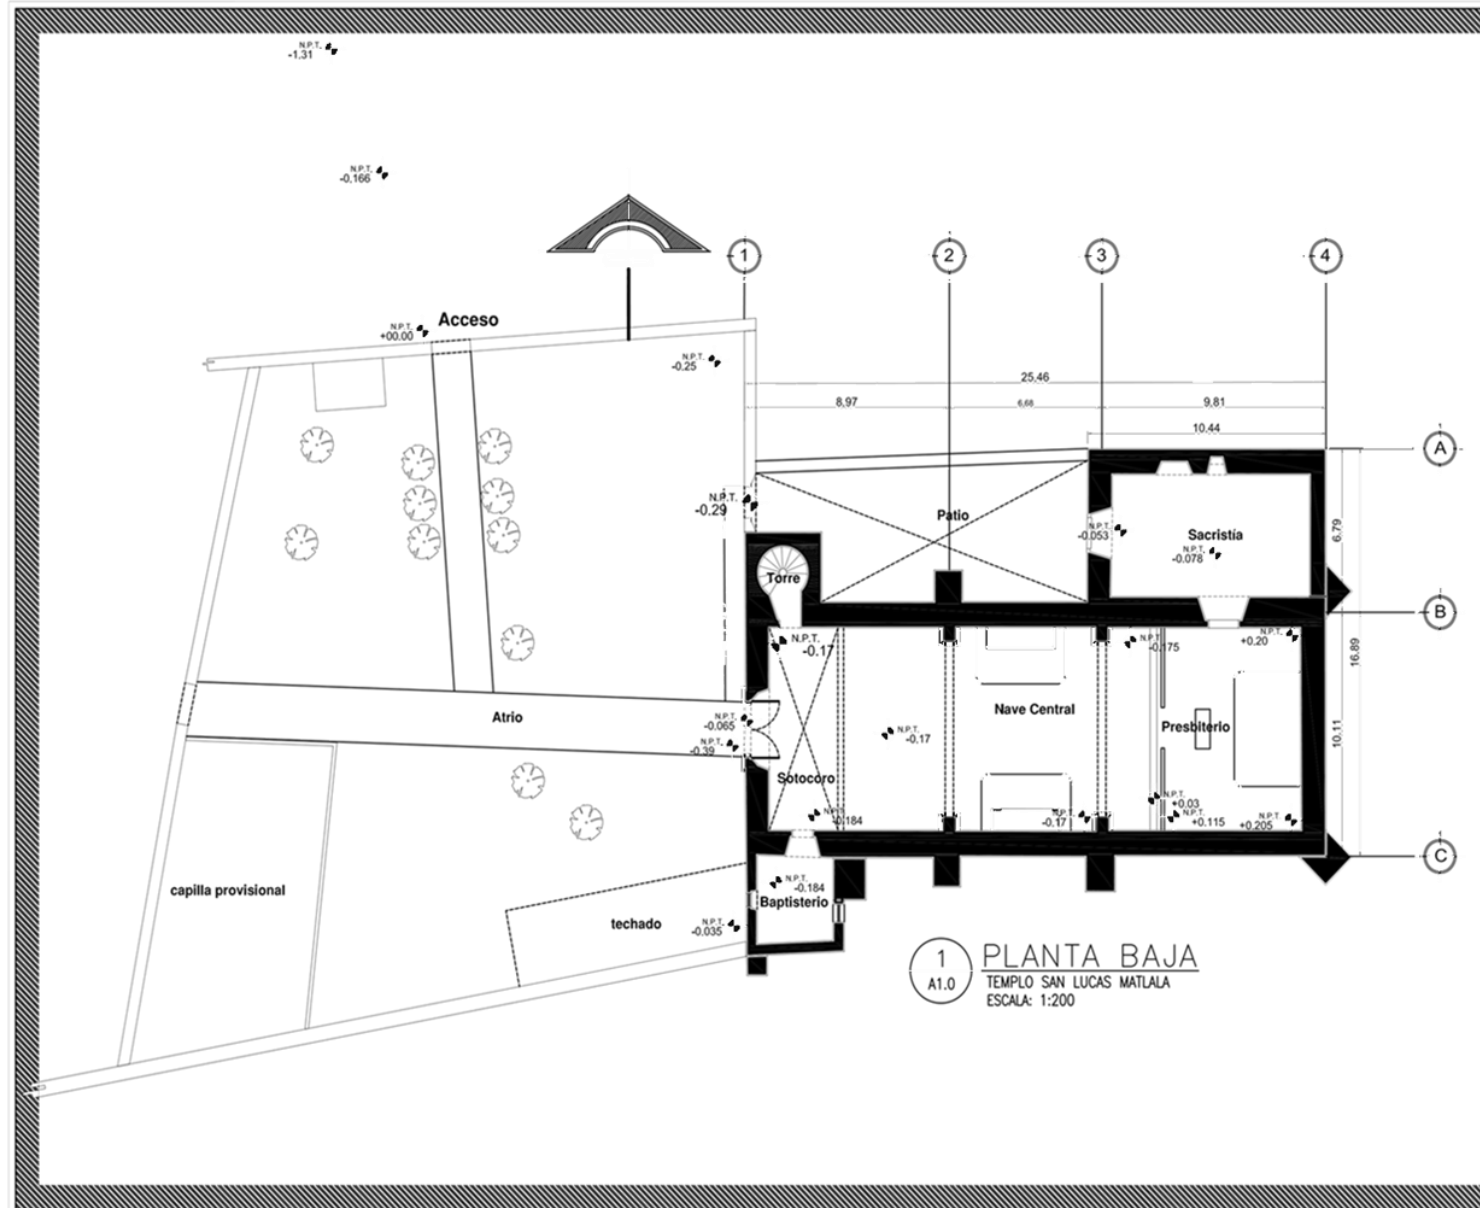 N.P.T.
-1.31
N.P.T.
-0.166
1
2
3
4
Acceso
N.P.T.
+00.00
N.P.T.
-0.25
25.46
8.97
6.68
9.81
10.44
A
N.P.T.
-0.29
Patio
N.P.T.
-0.053
Sacristía
N.P.T.
-0.078
6.79
Torre
B
N.P.T.
-0.17
N.P.T.
-0.175
+0.20
N.P.T.
16.89
Nave Central
Atrio
N.P.T.
-0.065
N.P.T.
-0.39
N.P.T.
-0.17
Presbiterio
10.11
Sotocoro
N.P.T.
-0.184
-0.17
N.P.T.
N.P.T.
+0.03
N.P.T.
+0.115
N.P.T
+0.205
C
capilla provisional
N.P.T.
-0.184
Baptisterio
techado
N.P.T.
-0.035
1
A1.0
PLANTA BAJA
TEMPLO SAN LUCAS MATLALA
ESCALA: 1:200